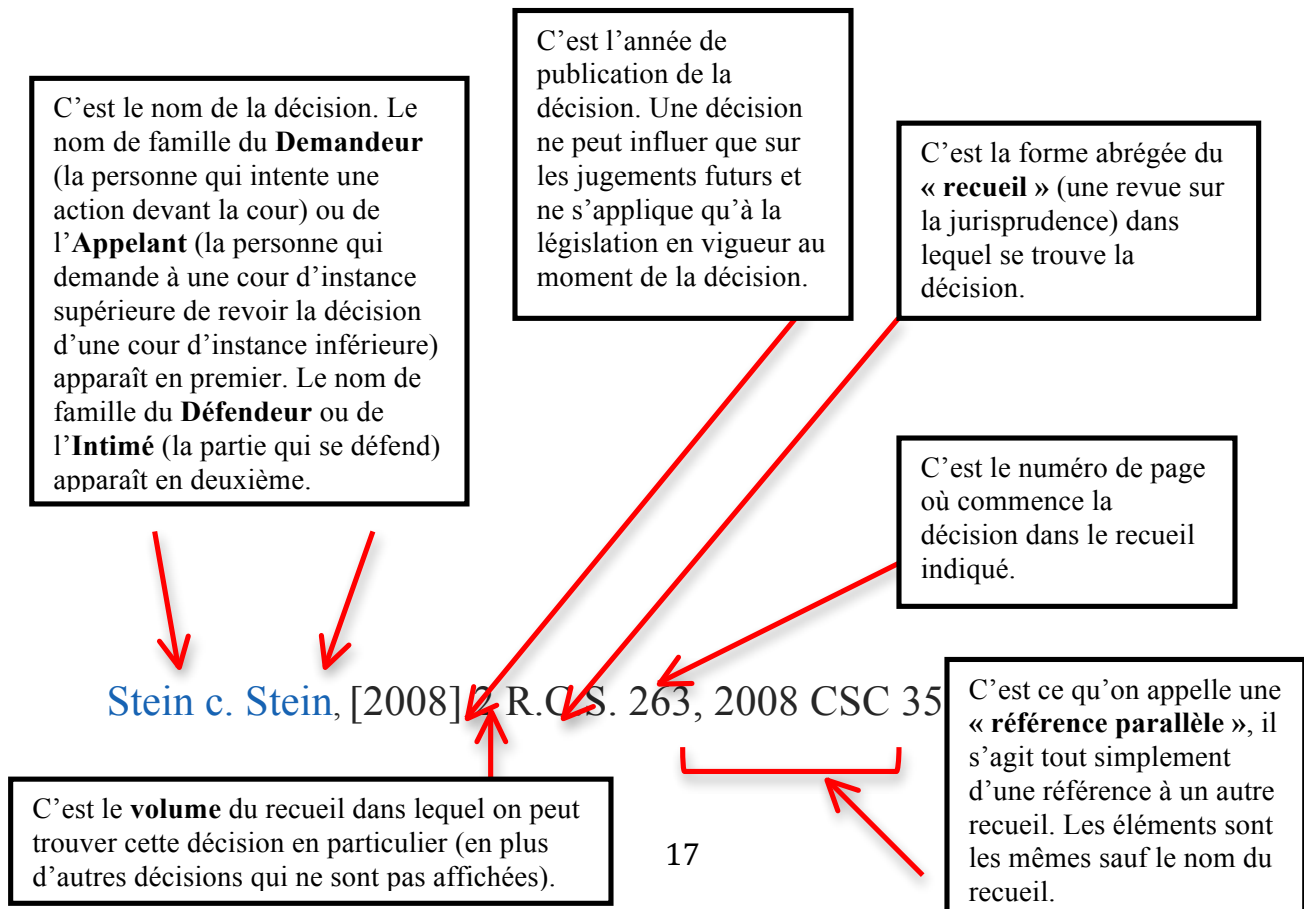 C’est le nom de la décision. Le
nom de famille du Demandeur
(la personne qui intente une
action devant la cour) ou de
l’Appelant (la personne qui
demande à une cour d’instance
supérieure de revoir la décision
d’une cour d’instance inférieure)
apparaît en premier. Le nom de
famille du Défendeur ou de
l’Intimé (la partie qui se défend)
apparaît en deuxième.
C’est l’année de
publication de la
décision. Une décision
ne peut influer que sur
les jugements futurs et
ne s’applique qu’à la
législation en vigueur au
moment de la décision.
C’est la forme abrégée du
« recueil » (une revue sur
la jurisprudence) dans
lequel se trouve la
décision.
C’est le numéro de page
où commence la
décision dans le recueil
indiqué.
Stein c. Stein, [2008] 2 R.C.S. 263, 2008 CSC 35
C’est ce qu’on appelle une
« référence parallèle », il
s’agit tout simplement
d’une référence à un autre
recueil. Les éléments sont
les mêmes sauf le nom du
recueil.
C’est le volume du recueil dans lequel on peut
trouver cette décision en particulier (en plus
d’autres décisions qui ne sont pas affichées).
17